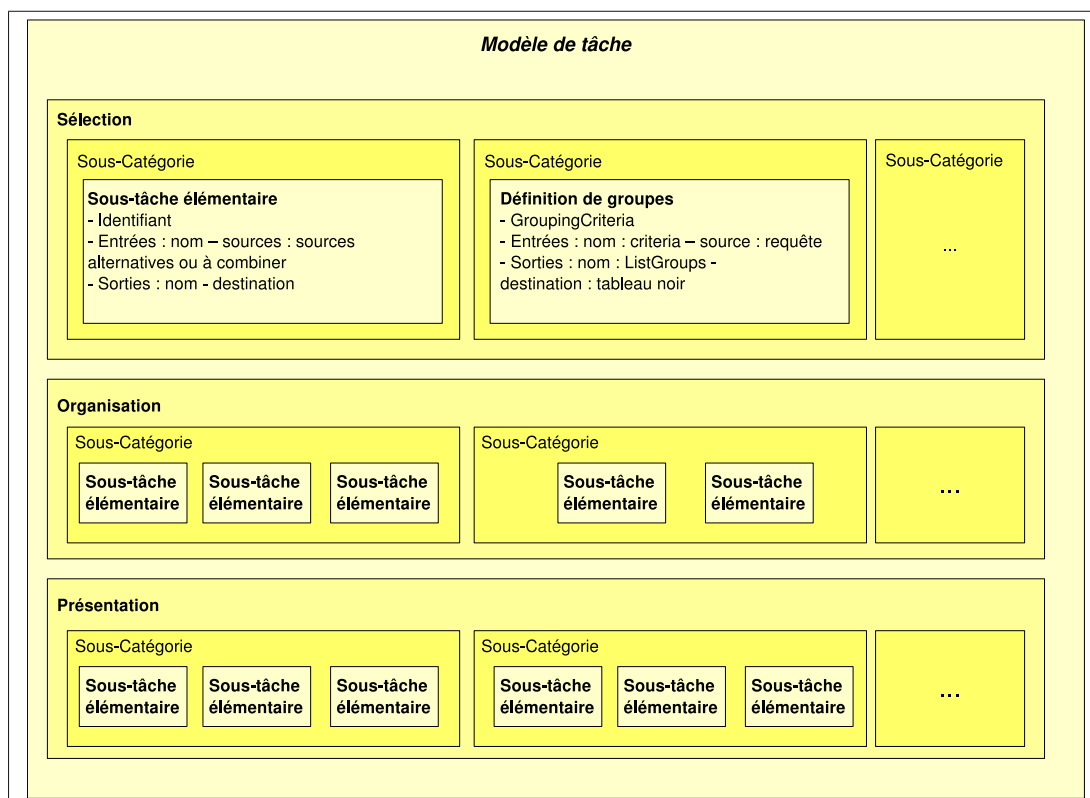 Modèle de tâche
Sélection
Sous-Catégorie
Sous-tâche élémentaire
- Identifiant
- Entrées : nom – sources : sources
alternatives ou à combiner
- Sorties : nom - destination
Sous-Catégorie
Définition de groupes
- GroupingCriteria
- Entrées : nom : criteria – source : requête
- Sorties : nom : ListGroups -
destination : tableau noir
Sous-Catégorie
...
Organisation
Sous-Catégorie
Sous-tâche
élémentaire
Sous-tâche
élémentaire
Sous-tâche
élémentaire
Sous-Catégorie
Sous-tâche
élémentaire
Sous-tâche
élémentaire
...
Présentation
Sous-Catégorie
Sous-tâche
élémentaire
Sous-tâche
élémentaire
Sous-tâche
élémentaire
Sous-Catégorie
Sous-tâche
élémentaire
Sous-tâche
élémentaire
Sous-tâche
élémentaire
...